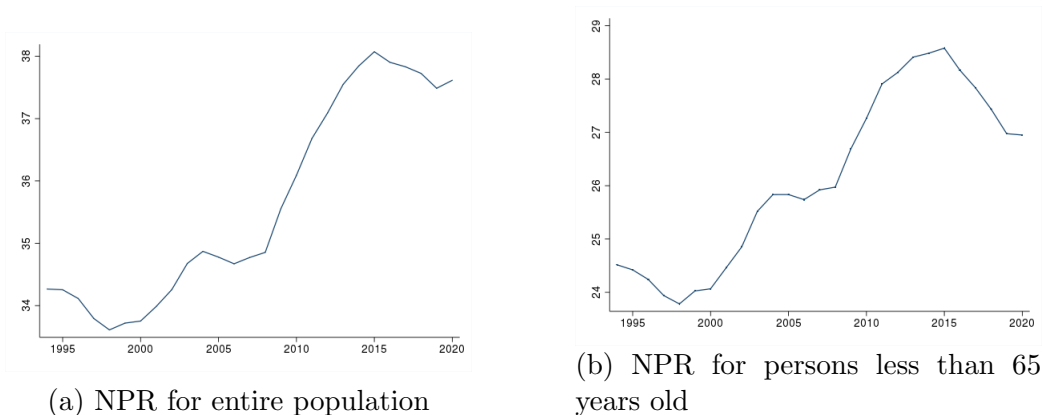 38
37
36
35
34
1995 2000 2005 2010 2015 2020
(a) NPR for entire population
29
28
27
26
25
24
1995 2000 2005 2010 2015 2020
(b) NPR for persons less than 65
years old